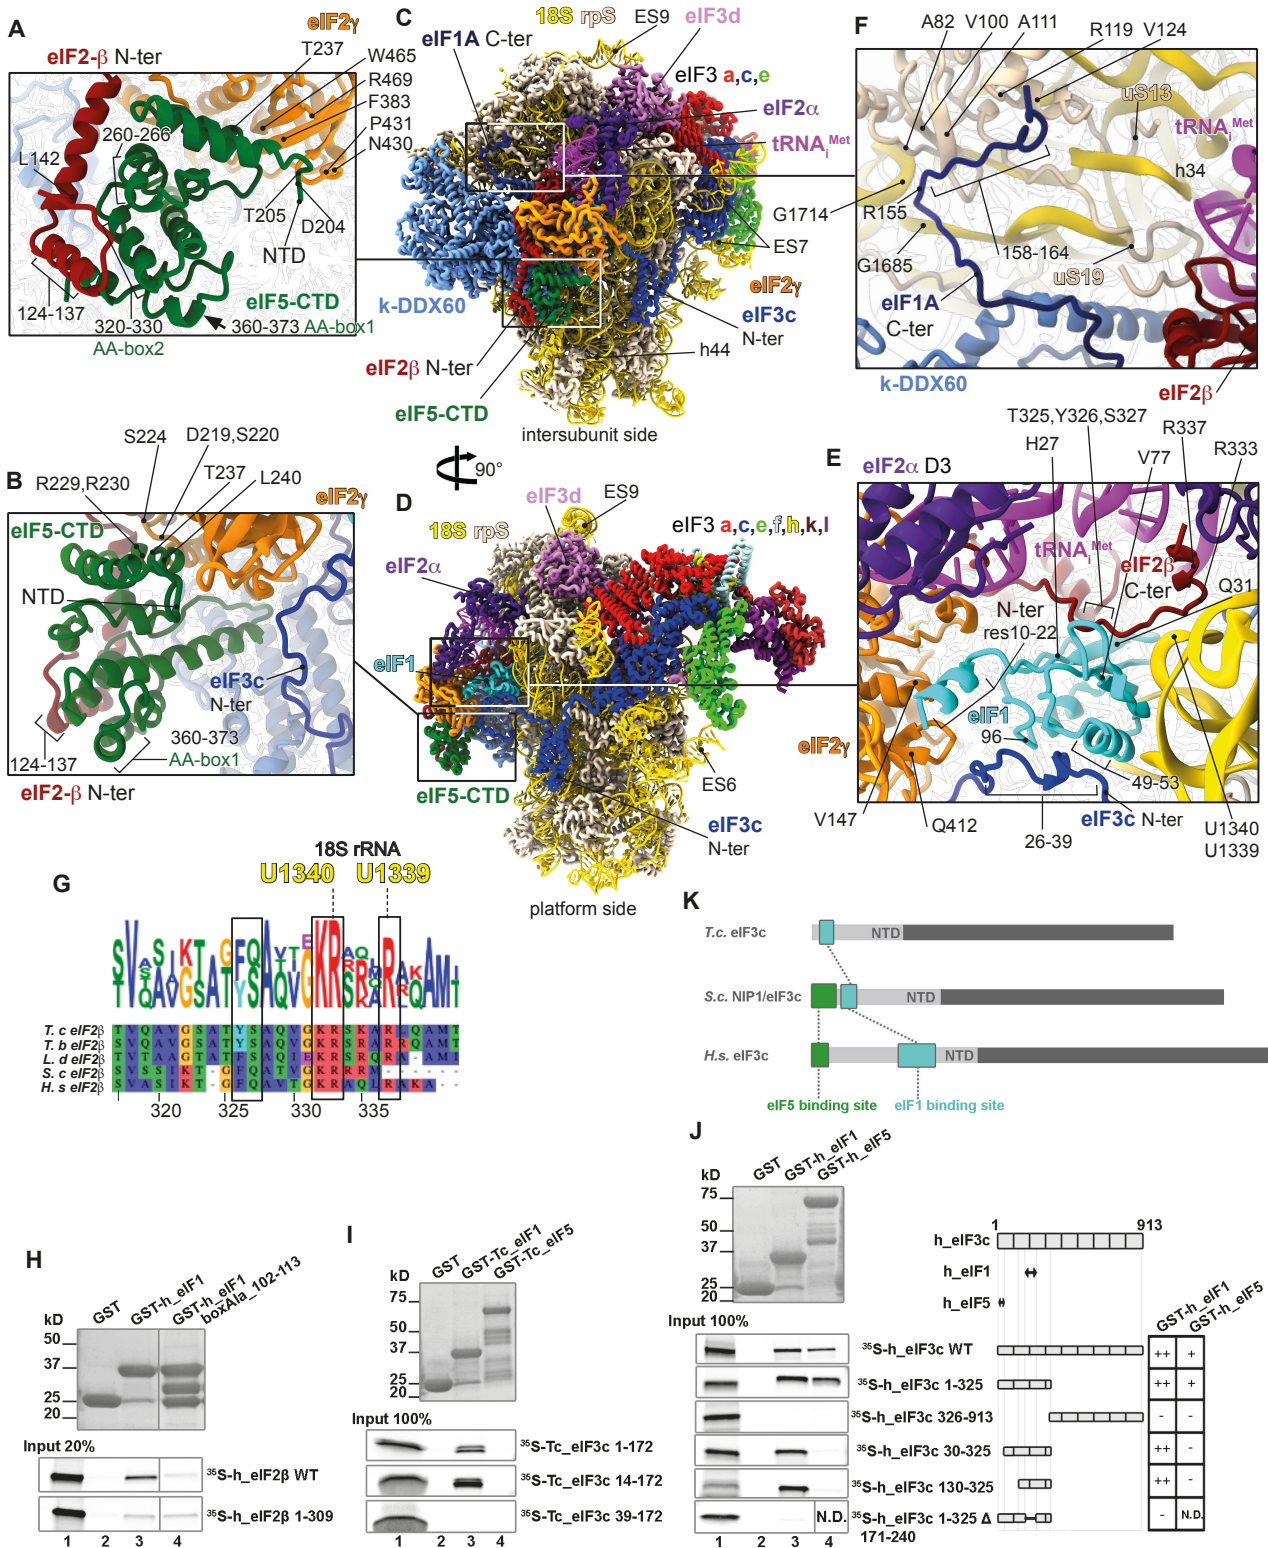 A
eIF2γ
T237
eIF2-β N-ter
W465
R469
F383
P431
N430
260-266
L142
T205
D204
NTD
eIF5-CTD
124-137
320-330
360-373 AA-box1
AA-box2
C
18S rpS
ES9
eIF3d
eIF1A C-ter
eIF3 a,c,e
eIF2α
tRNAiMet
ES7
k-DDX60
eIF2γ
eIF3c
N-ter
h44
eIF2β N-ter
eIF5-CTD
intersubunit side
90°
F
A82
V100
A111
R119
V124
uS13
tRNAiMet
h34
G1714
R155
G1685
158-164
uS19
eIF1A
C-ter
k-DDX60
eIF2β
B
S224
D219,S220
R229,R230
T237
L240
eIF2γ
eIF5-CTD
NTD
eIF3c
N-ter
360-373
AA-box1
124-137
eIF2-β N-ter
D
eIF3d
ES9
18S rpS
eIF3 a,c,e,f,h,k,l
eIF2α
eIF1
ES6
eIF5-CTD
eIF3c
N-ter
platform side
E
T325,Y326,S327
H27
R337
V77
R333
eIF2α D3
tRNAiMet
eIF2β
C-ter
Q31
N-ter
res10-22
eIF1
96
eIF2γ
49-53
V147
Q412
26-39
eIF3c N-ter
U1340
U1339
G
18S rRNA
U1340 U1339
T. c eIF2β T V Q A V G S A T Y S A Q V G K R S K A R L Q A M T
T. b eIF2β S V Q A V G S A T Y S A Q V G K R S R A R R Q A M T
L. d eIF2β T V T A A G T A T F S A Q I E K R S R Q R A - A M I
S. c eIF2β S V S S I K T - G F Q A V T G K R R R M - - - - - -
H. s eIF2β S V A S I K T - G F Q A V T G K R A Q L R A K A - -
320 325 330 335
K
T.c. eIF3c
NTD
S.c. NIP1/eIF3c
NTD
H.s. eIF3c
NTD
eIF5 binding site
eIF1 binding site
H
GST
GST-h_eIF1
GST-h_eIF1
boxAla_102-113
kD
50
37
25
20
Input 20%
35S-h_eIF2β WT
35S-h_eIF2β 1-309
1 2 3 4
I
GST
GST-Tc_eIF1
GST-Tc_eIF5
kD
75
50
37
25
20
Input 100%
35S-Tc_eIF3c 1-172
35S-Tc_eIF3c 14-172
35S-Tc_eIF3c 39-172
1 2 3 4
J
GST
GST-h_eIF1
GST-h_eIF5
kD
75
50
37
25
20
1 913
h_eIF3c
h_eIF1
h_eIF5
GST-h_eIF1
GST-h_eIF5
Input 100%
35S-h_eIF3c WT ++ +
35S-h_eIF3c 1-325 ++ +
35S-h_eIF3c 326-913 - -
35S-h_eIF3c 30-325 ++ -
35S-h_eIF3c 130-325 ++ -
N.D. 35S-h_eIF3c 1-325 Δ - N.D.
171-240
1 2 3 4